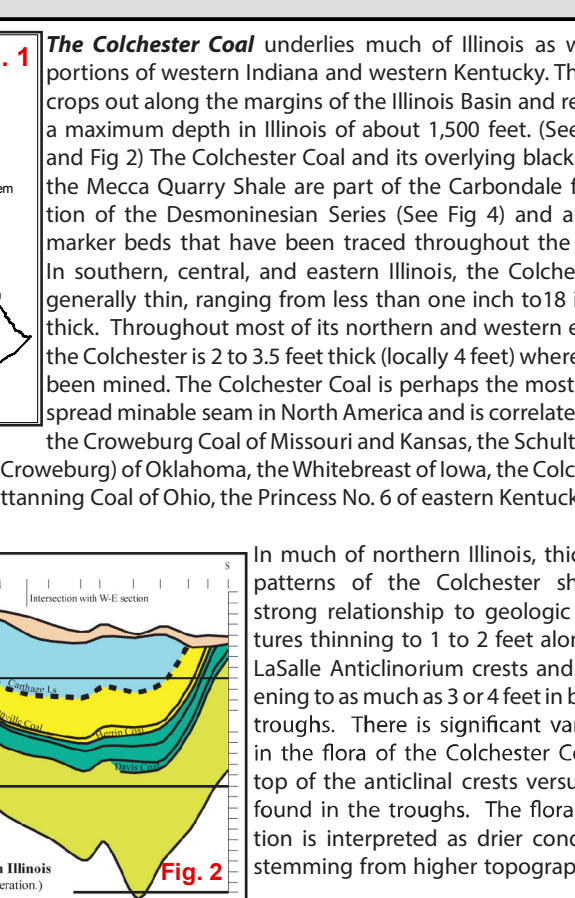 . 1
em
The Colchester Coal underlies much of Illinois as w
portions of western Indiana and western Kentucky. Th
crops out along the margins of the Illinois Basin and re
a maximum depth in Illinois of about 1,500 feet. (See
and Fig 2) The Colchester Coal and its overlying black
the Mecca Quarry Shale are part of the Carbondale f
tion of the Desmoninesian Series (See Fig 4) and a
marker beds that have been traced throughout the
In southern, central, and eastern Illinois, the Colche
generally thin, ranging from less than one inch to18 i
thick. Throughout most of its northern and western e
the Colchester is 2 to 3.5 feet thick (locally 4 feet) where
been mined. The Colchester Coal is perhaps the most
spread minable seam in North America and is correlate
the Croweburg Coal of Missouri and Kansas, the Schult
Croweburg) of Oklahoma, the Whitebreast of Iowa, the Colc
ttanning Coal of Ohio, the Princess No. 6 of eastern Kentuck
S
Intersection with W-E section
Carthage Ls
nville Coal
Herrin Coal
Davis Coal
n Illinois
eration.)
Fig. 2
In much of northern Illinois, thic
patterns of the Colchester sh
strong relationship to geologic
tures thinning to 1 to 2 feet alon
LaSalle Anticlinorium crests and
ening to as much as 3 or 4 feet in b
troughs. There is significant var
in the flora of the Colchester Co
top of the anticlinal crests versu
found in the troughs. The flora
tion is interpreted as drier conc
stemming from higher topograp